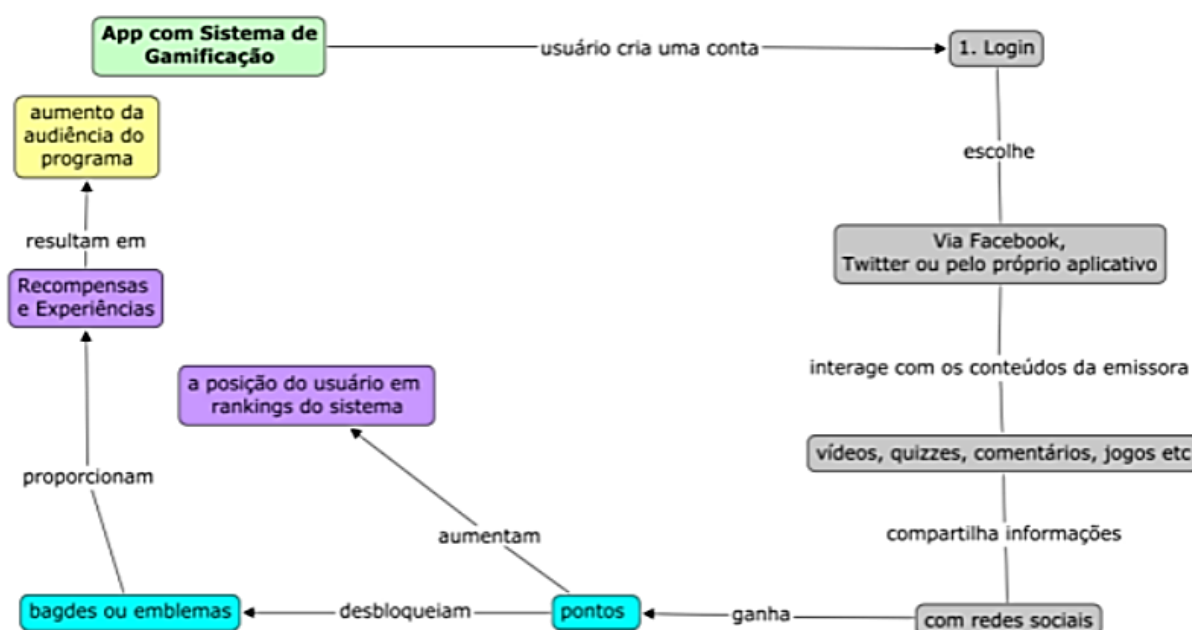 App com Sistema de
Gamificação
usuário cria uma conta
1. Login
escolhe
Via Facebook,
Twitter ou pelo próprio aplicativo
interage com os conteúdos da emissora
vídeos, quizzes, comentários, jogos etc
compartilha informações
com redes sociais
ganha
pontos
aumentam
a posição do usuário em
rankings do sistema
desbloqueiam
bagdes ou emblemas
proporcionam
Recompensas
e Experiências
resultam em
aumento da
audiência do
programa